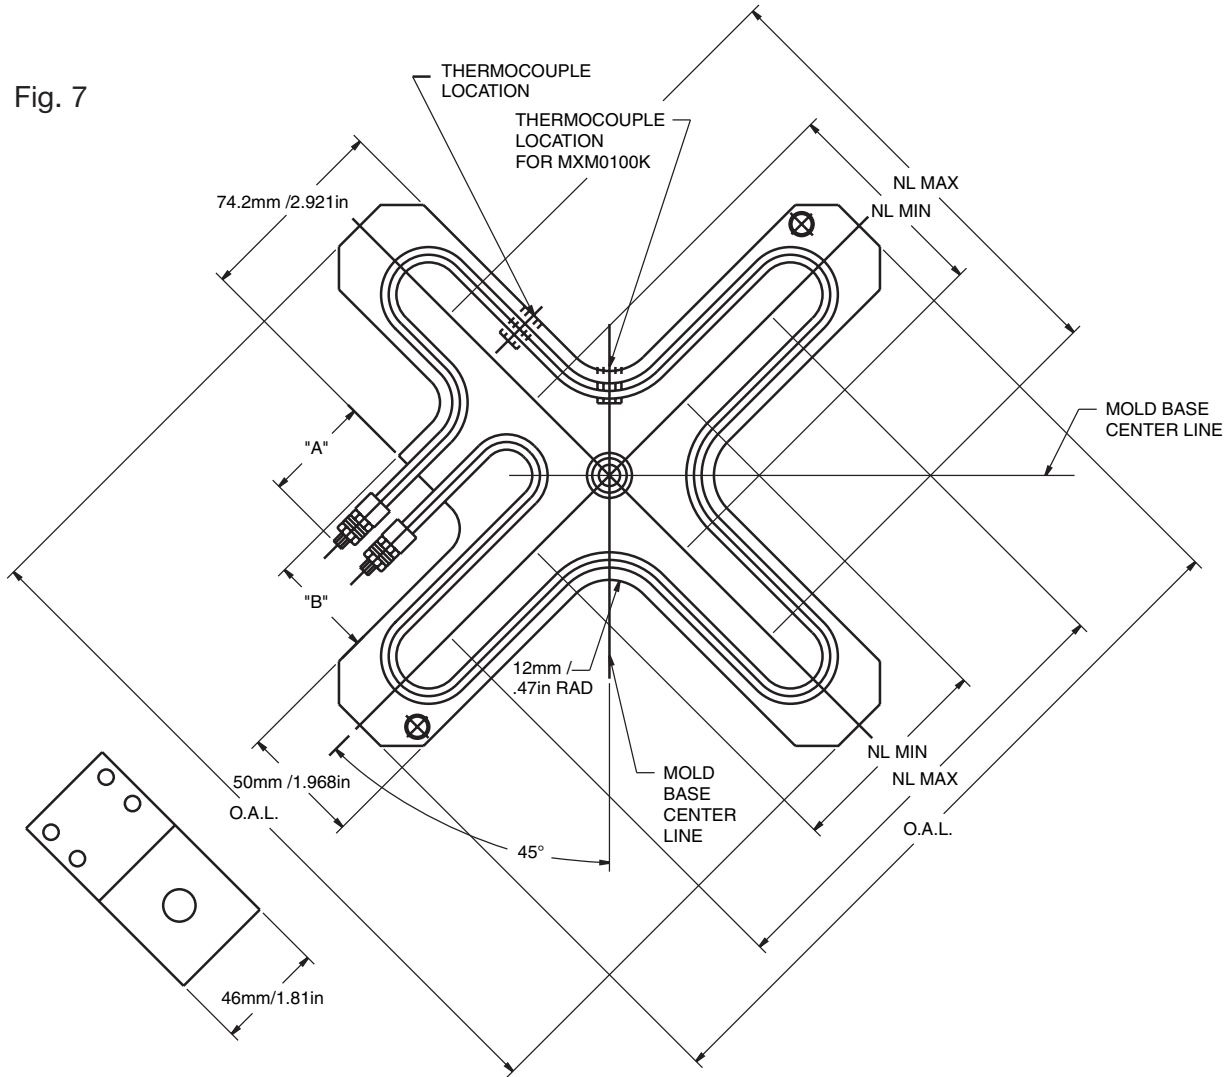 Fig. 7
THERMOCOUPLE
LOCATION
THERMOCOUPLE
LOCATION
FOR MXM0100K
74.2mm /2.921in
NL MAX
NL MIN
MOLD BASE
CENTER LINE
"A"
"B"
12mm /
.47in RAD
50mm /1.968in
O.A.L.
45°
MOLD
BASE
CENTER
LINE
NL MIN
NL MAX
O.A.L.
46mm/1.81in